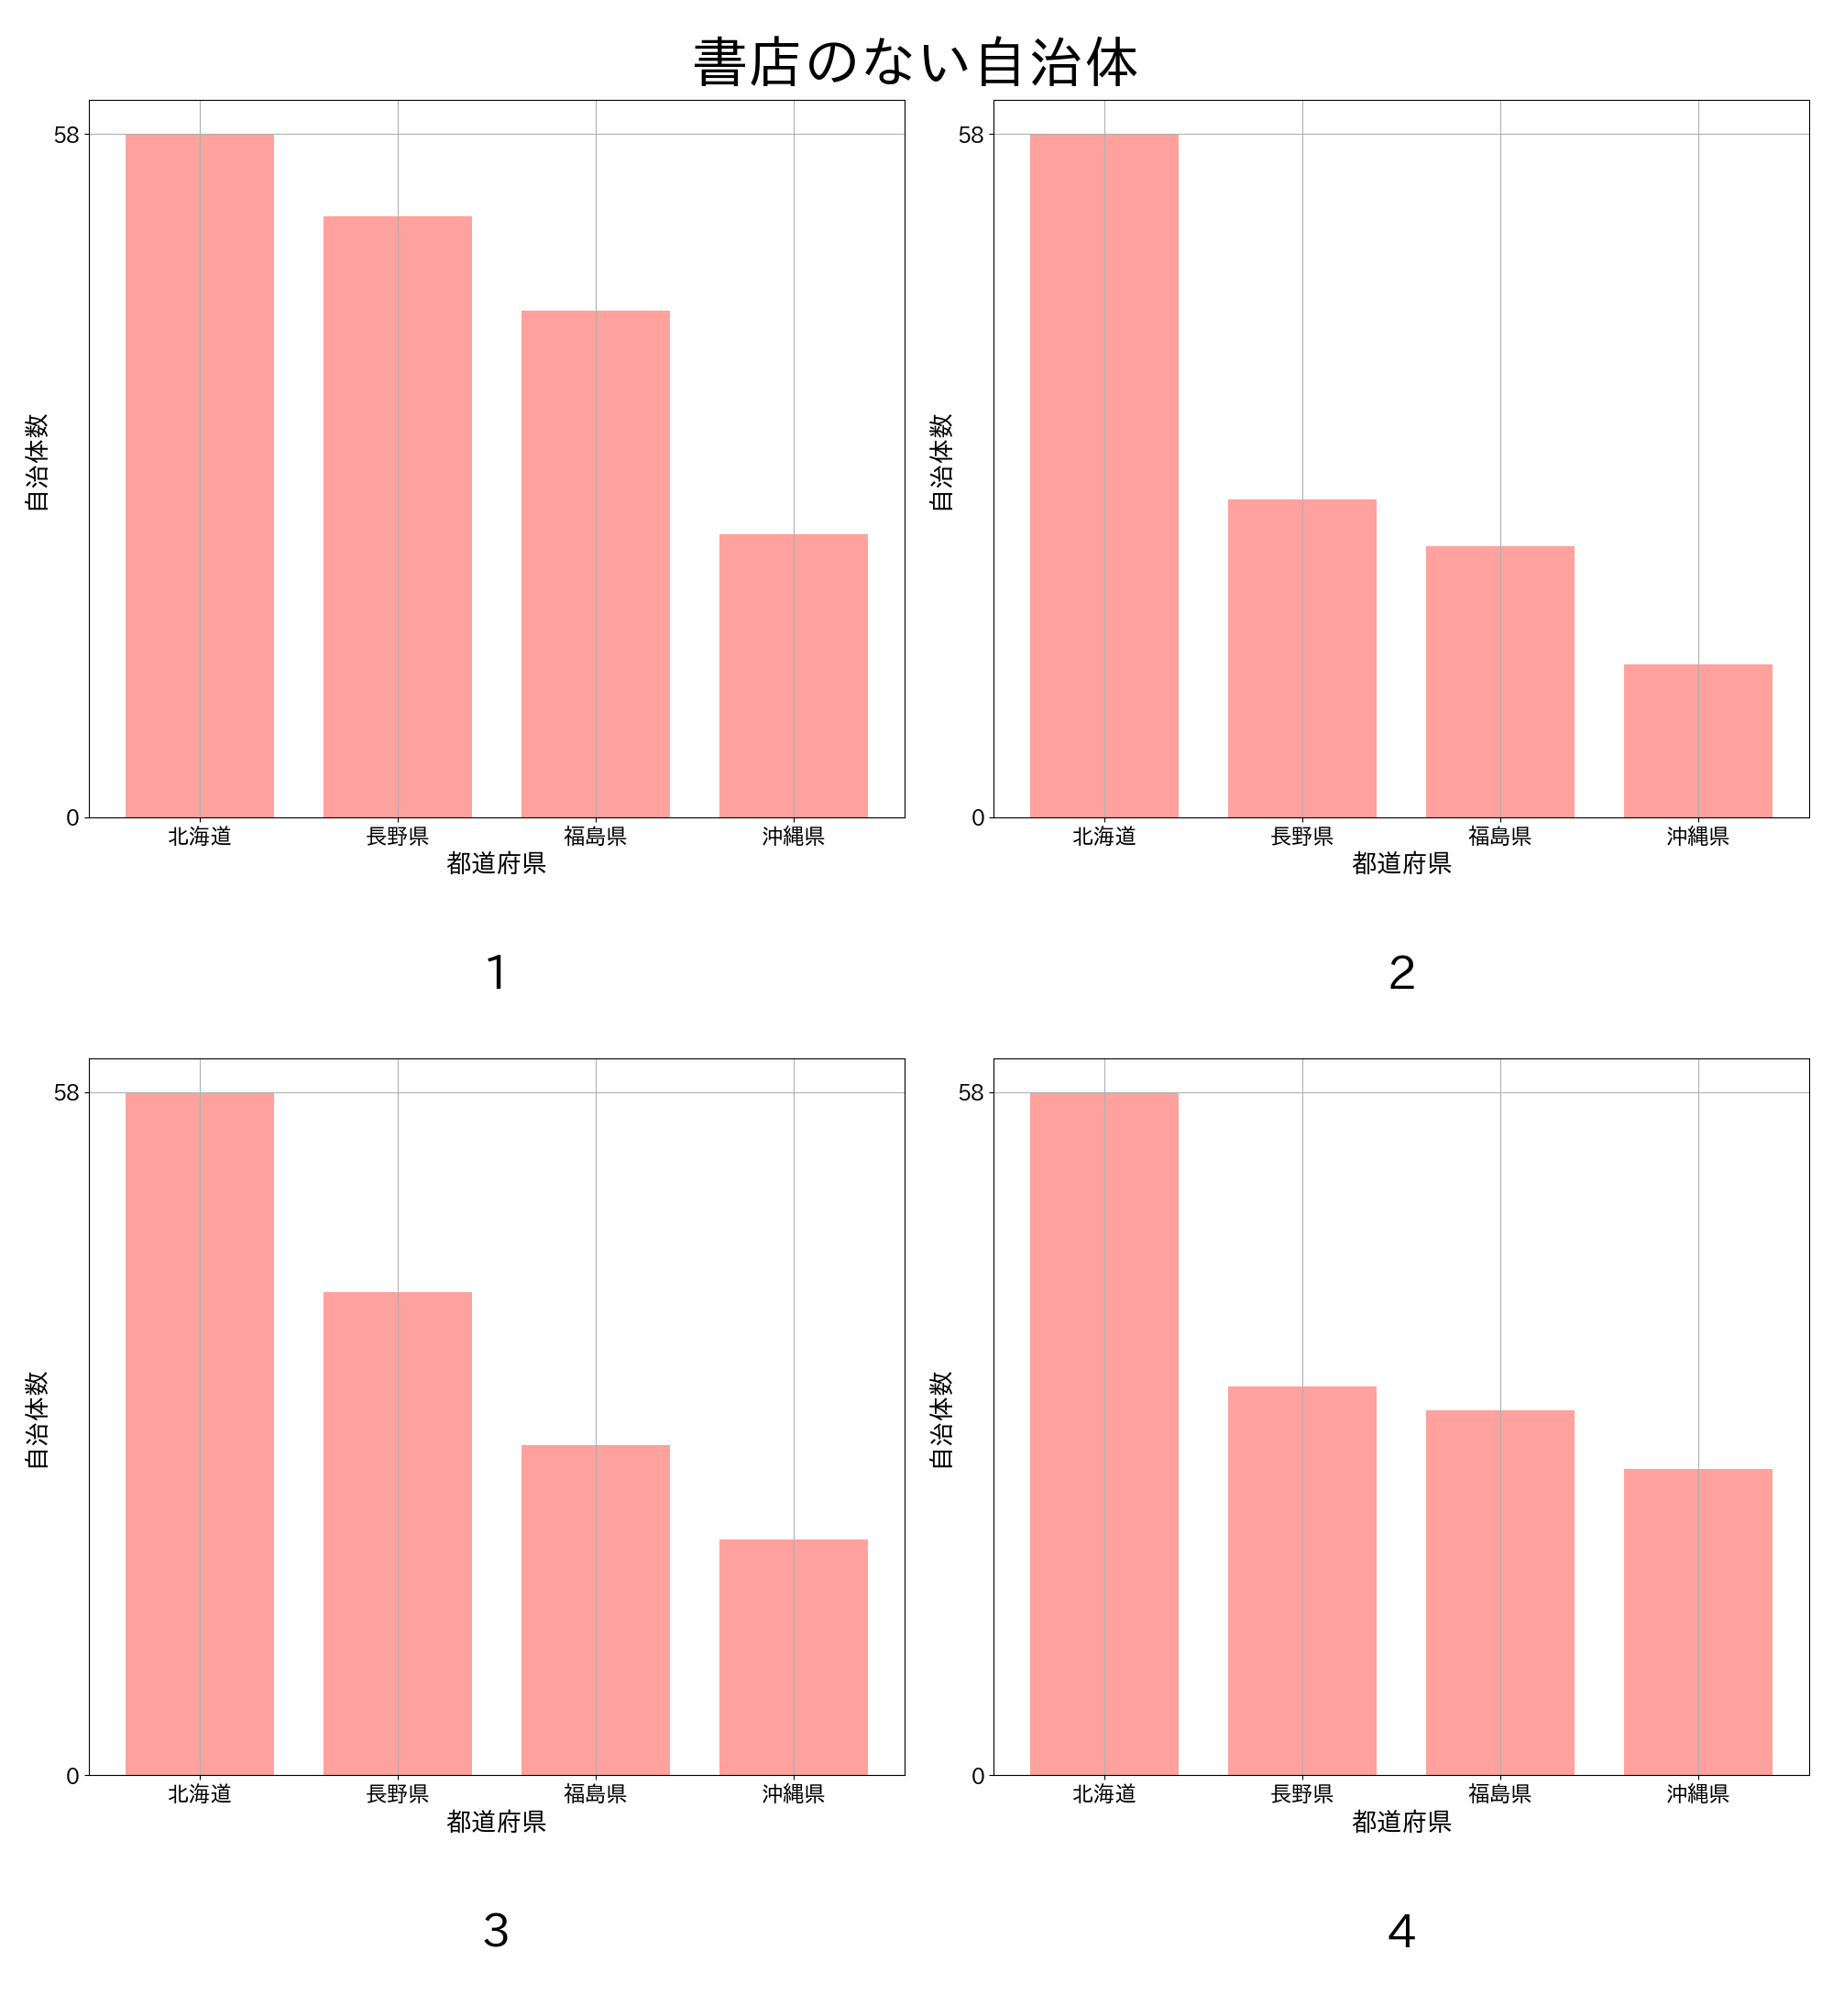 書店のない自治体
58
0
自治体数
北海道 長野県 福島県 沖縄県
都道府県
1
58
0
自治体数
北海道 長野県 福島県 沖縄県
都道府県
2
58
0
自治体数
北海道 長野県 福島県 沖縄県
都道府県
3
58
0
自治体数
北海道 長野県 福島県 沖縄県
都道府県
4